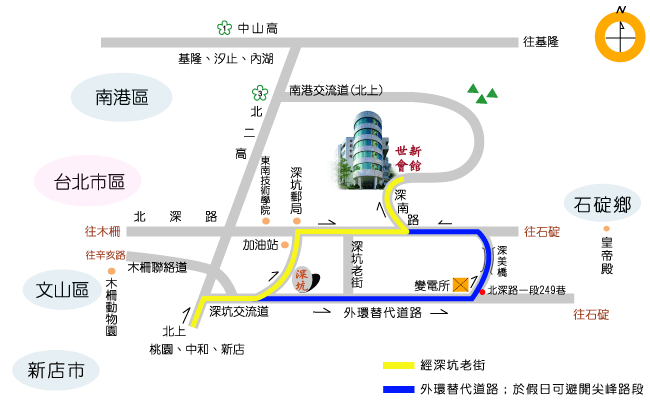 N
1 中山高
往基隆
基隆、汐止、內湖
南港區
3
北二高
南港交流道(北上)
世新
會館
台北市區
東南技術學院
深坑郵局
深南路
石碇鄉
北深路
往木柵
往石碇
加油站
往辛亥路
木柵聯絡道
深坑老街
深美橋
皇帝殿
文山區
木柵動物園
深坑
變電所
北深路一段249巷
深坑交流道
外環替代道路
往石碇
北上
桃園、中和、新店
新店市
經深坑老街
外環替代道路；於假日可避開尖峰路段